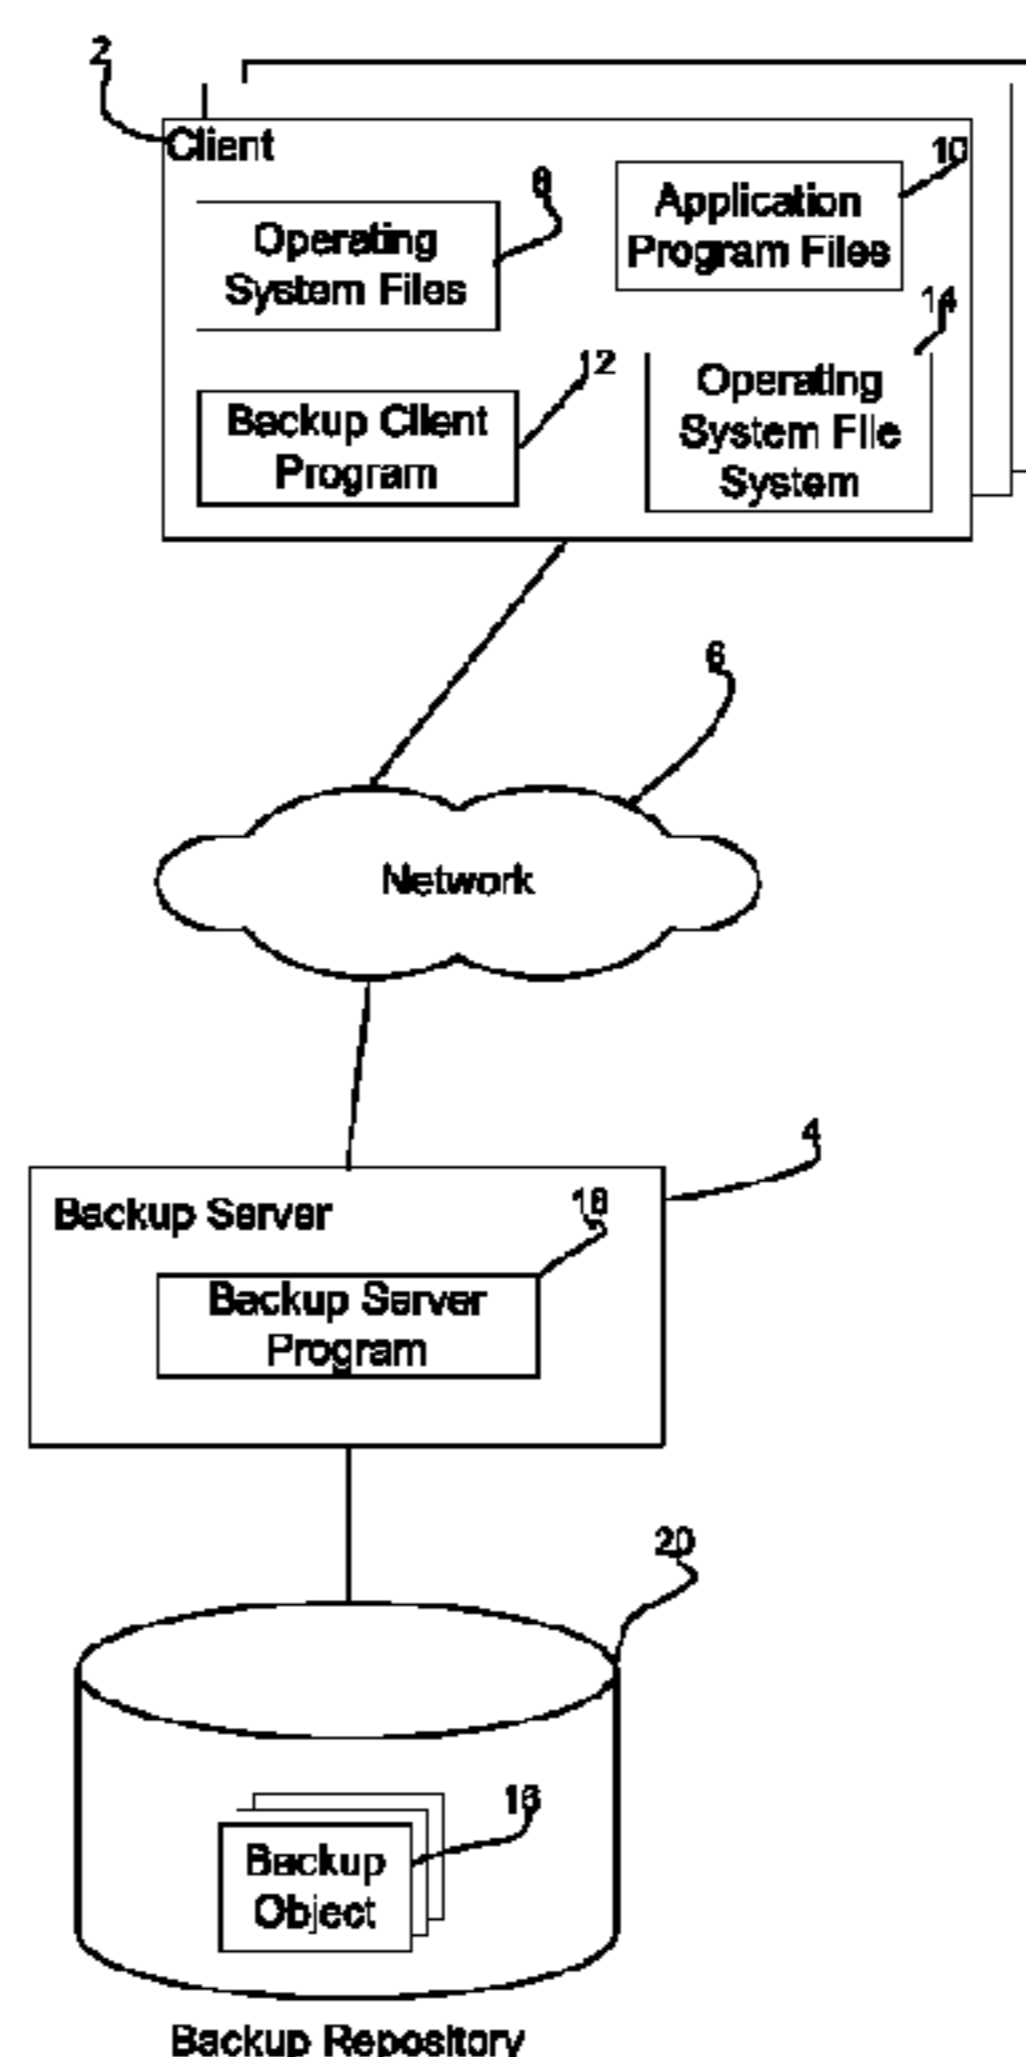 2
Client
8
10
Operating
System Files
Application
Program Files
14
12
Backup Client
Program
Operating
System File
System
6
Network
4
Backup Server
18
Backup Server
Program
20
16
Backup
Object
Backup Repository